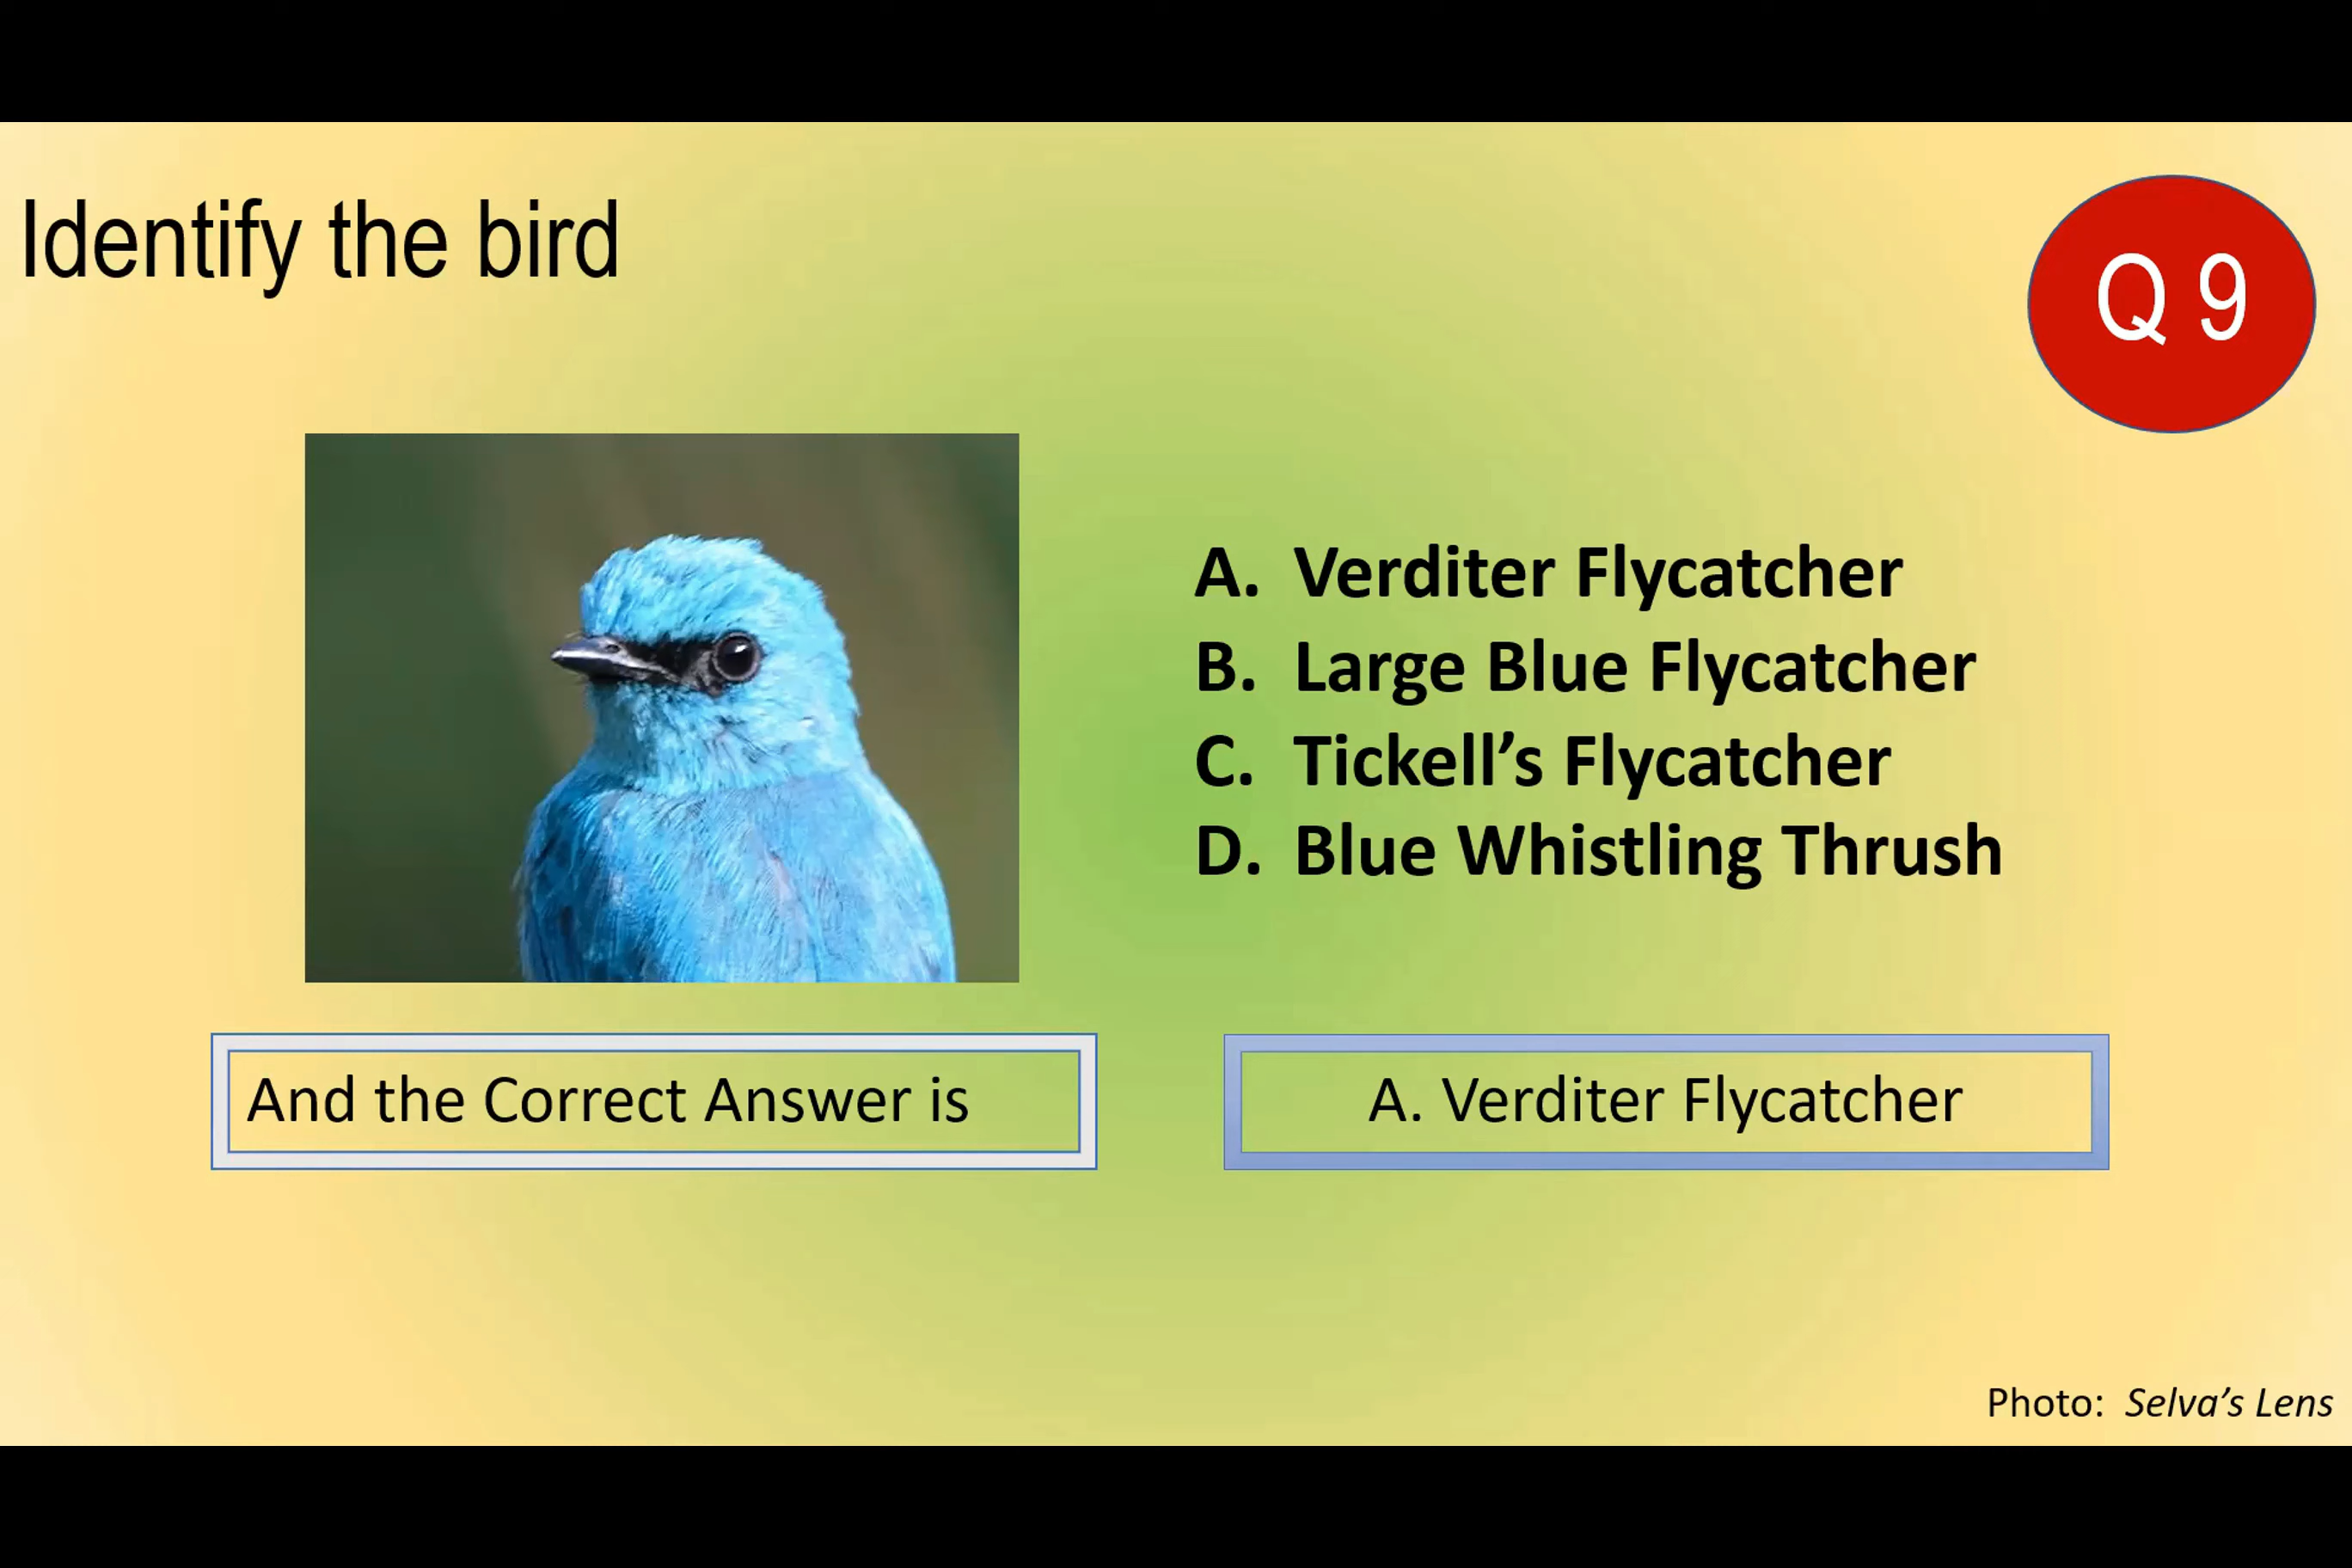 Identify the bird
Q 9
A. Verditer Flycatcher
B. Large Blue Flycatcher
C. Tickell’s Flycatcher
D. Blue Whistling Thrush
And the Correct Answer is
A. Verditer Flycatcher
Photo: Selva’s Lens